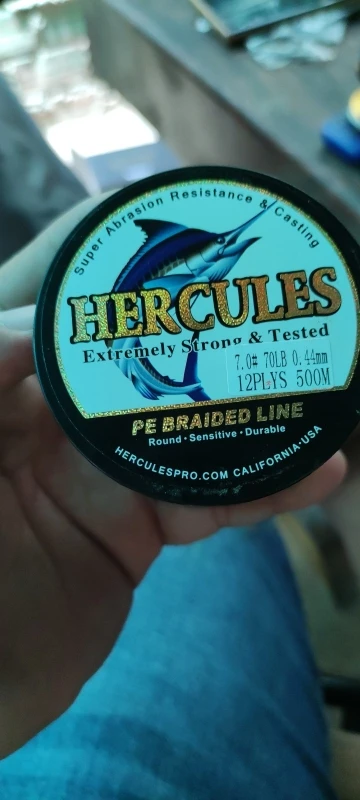 Super Abrasion Resistance & Casting
HERCULES
Extremely Strong & Tested
7.0# 70LB 0.44mm
12PLYS 500M
PE BRAIDED LINE
Round · Sensitive · Durable
HERCULESPRO.COM CALIFORNIA·USA